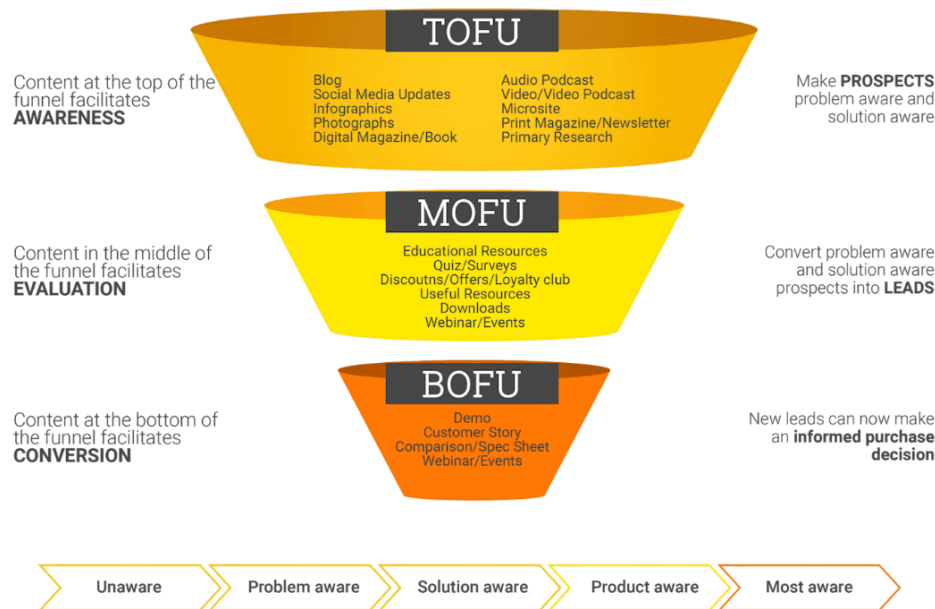 TOFU
Content at the top of the
funnel facilitates
AWARENESS
Blog
Social Media Updates
Infographics
Photographs
Digital Magazine/Book
Audio Podcast
Video/Video Podcast
Microsite
Print Magazine/Newsletter
Primary Research
Make PROSPECTS
problem aware and
solution aware
MOFU
Content in the middle of
the funnel facilitates
EVALUATION
Educational Resources
Quiz/Surveys
Discoutns/Offers/Loyalty club
Useful Resources
Downloads
Webinar/Events
Convert problem aware
and solution aware
prospects into LEADS
BOFU
Content at the bottom of
the funnel facilitates
CONVERSION
Demo
Customer Story
Comparison/Spec Sheet
Webinar/Events
New leads can now make
an informed purchase
decision
Unaware
Problem aware
Solution aware
Product aware
Most aware